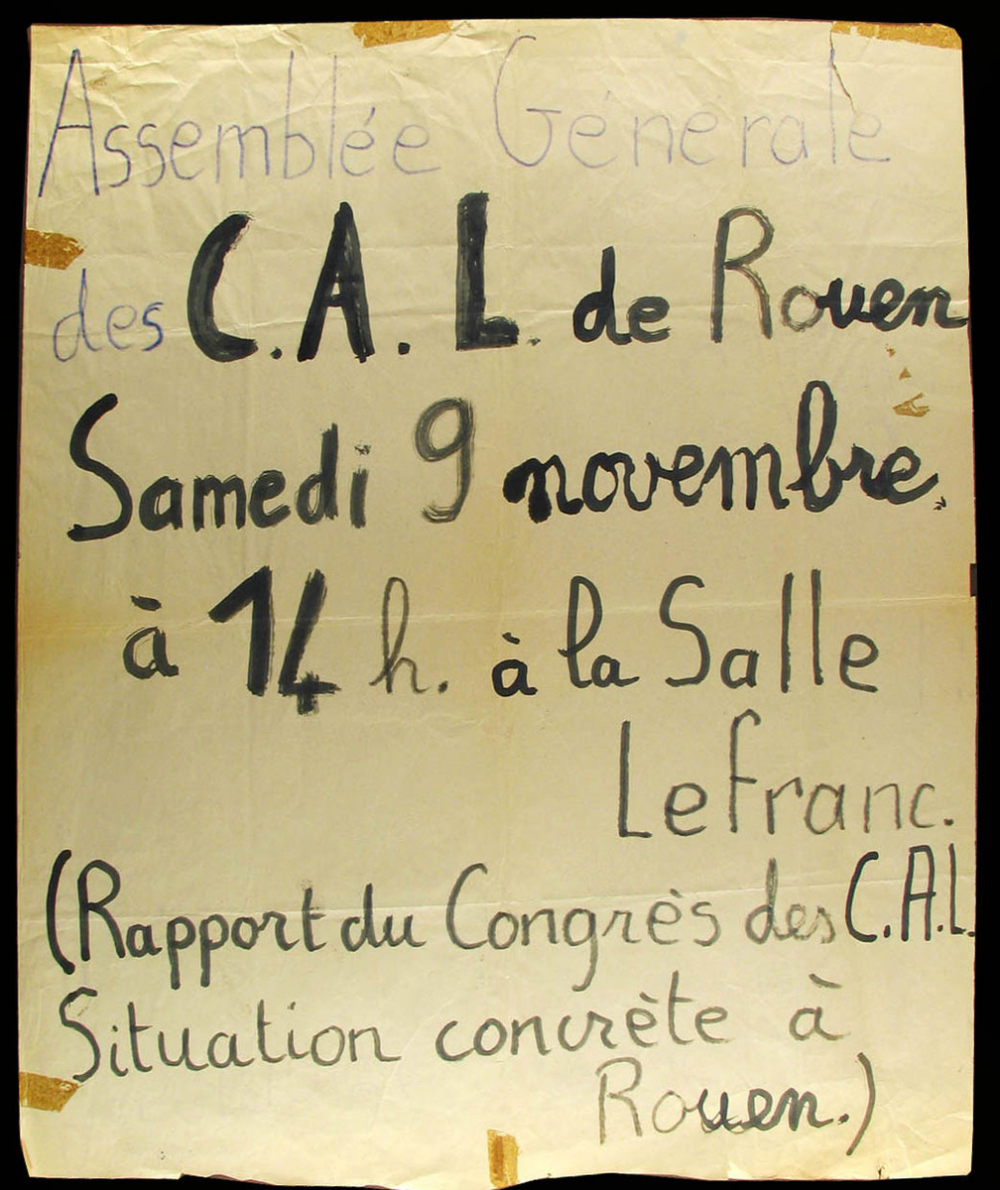 Assemblée Générale
des C.A.L. de Rouen
Samedi 9 novembre.
à 14 h. à la Salle
Lefranc.
(Rapport du Congrès des C.A.L.
Situation concrète à
Rouen.)